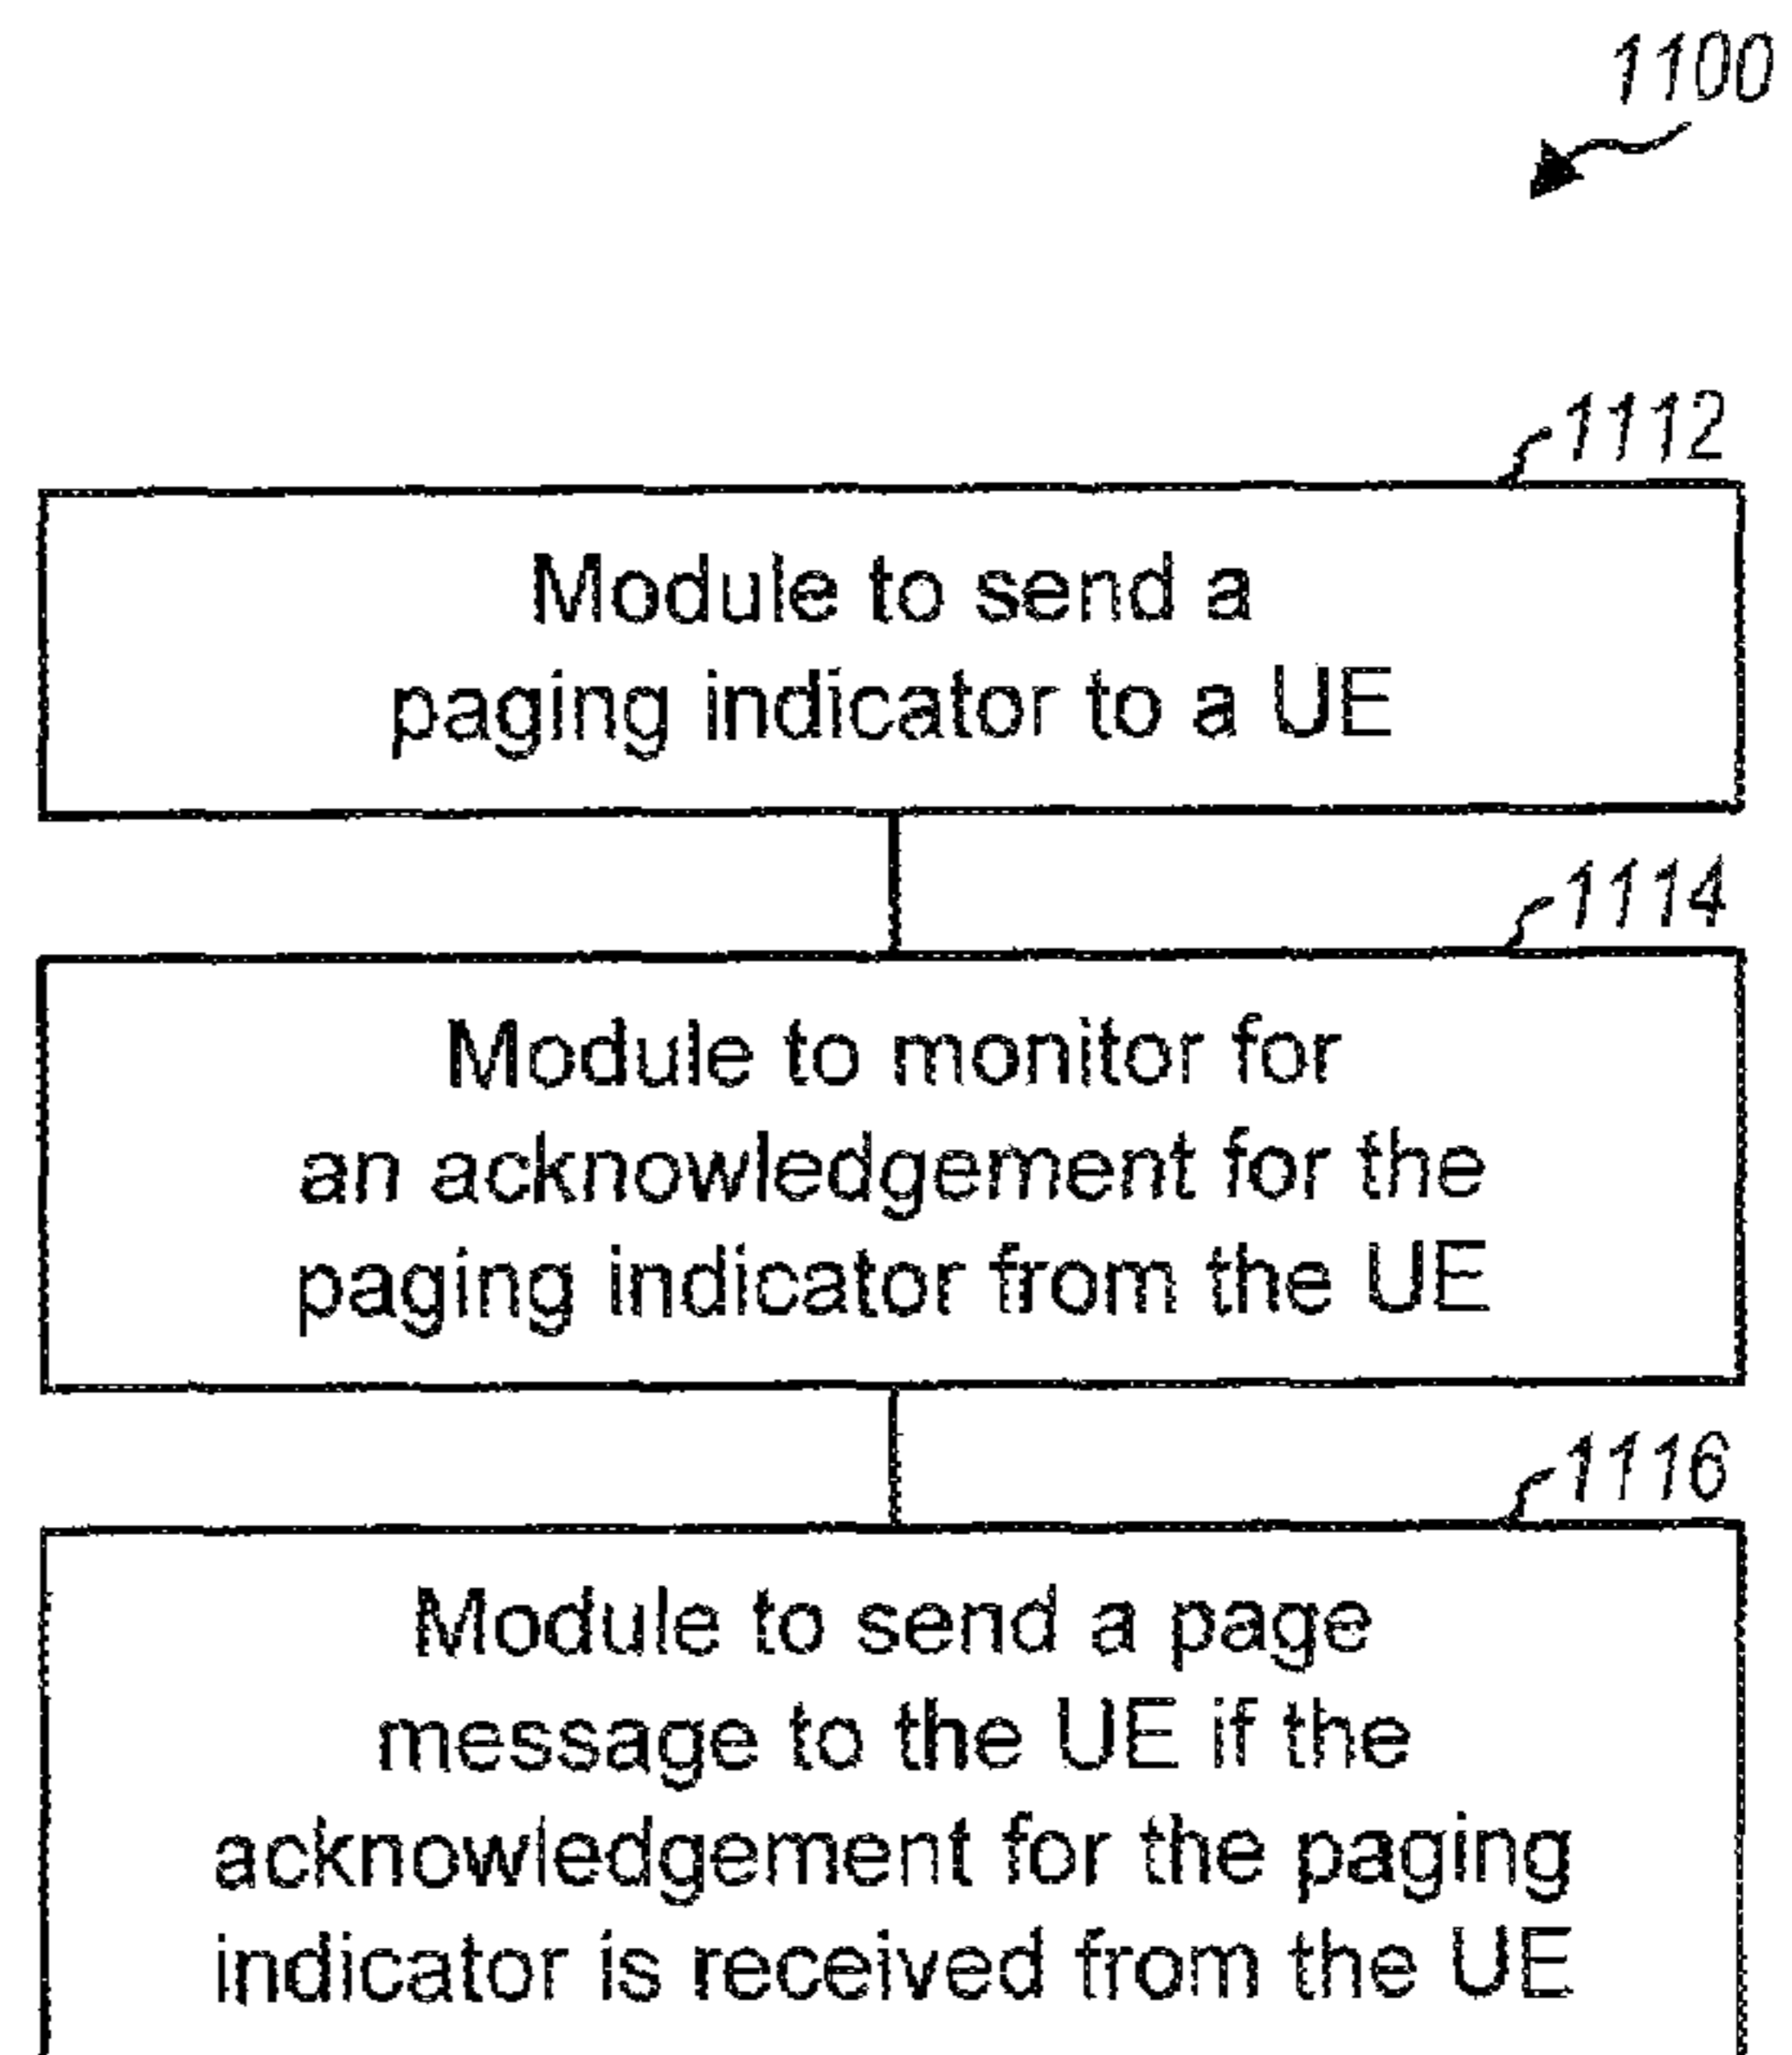 1100
1112
Module to send a
paging indicator to a UE
1114
Module to monitor for
an acknowledgement for the
paging indicator from the UE
1116
Module to send a page
message to the UE if the
acknowledgement for the paging
indicator is received from the UE